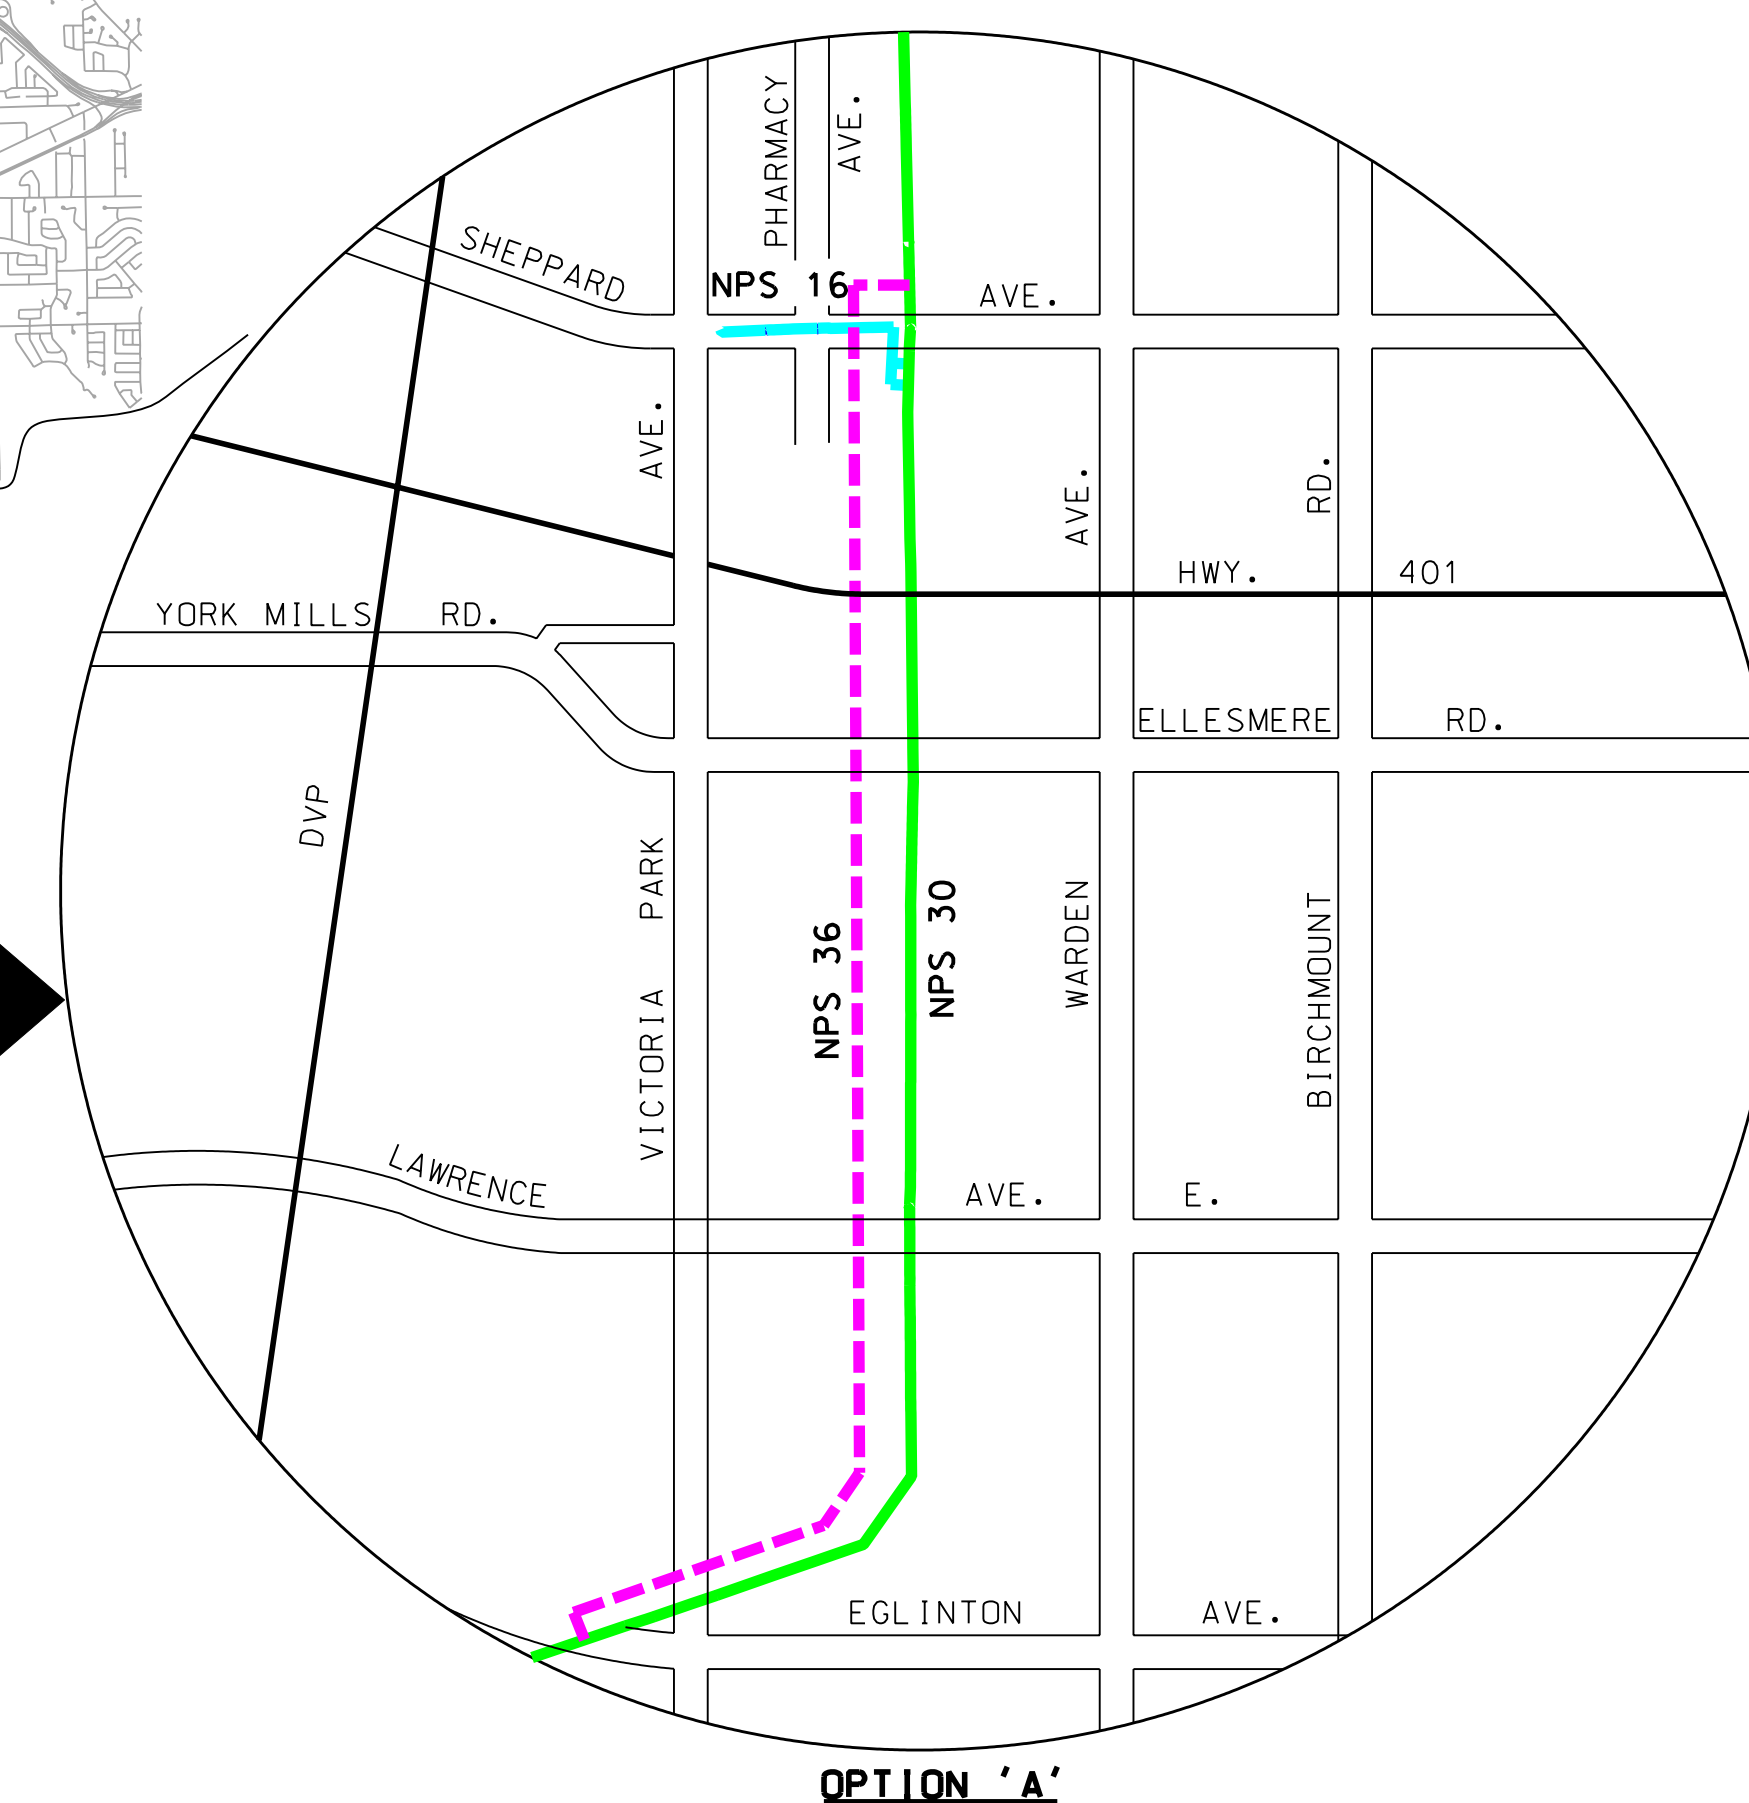 PHARMACY
AVE.
SHEPPARD
NPS 16
AVE.
AVE.
AVE.
RD.
HWY. 401
YORK MILLS RD.
ELLESMERE RD.
DVP
VICTORIA PARK
NPS 36
NPS 30
WARDEN
BIRCHMOUNT
LAWRENCE
AVE. E.
EGLINTON AVE.
OPTION 'A'